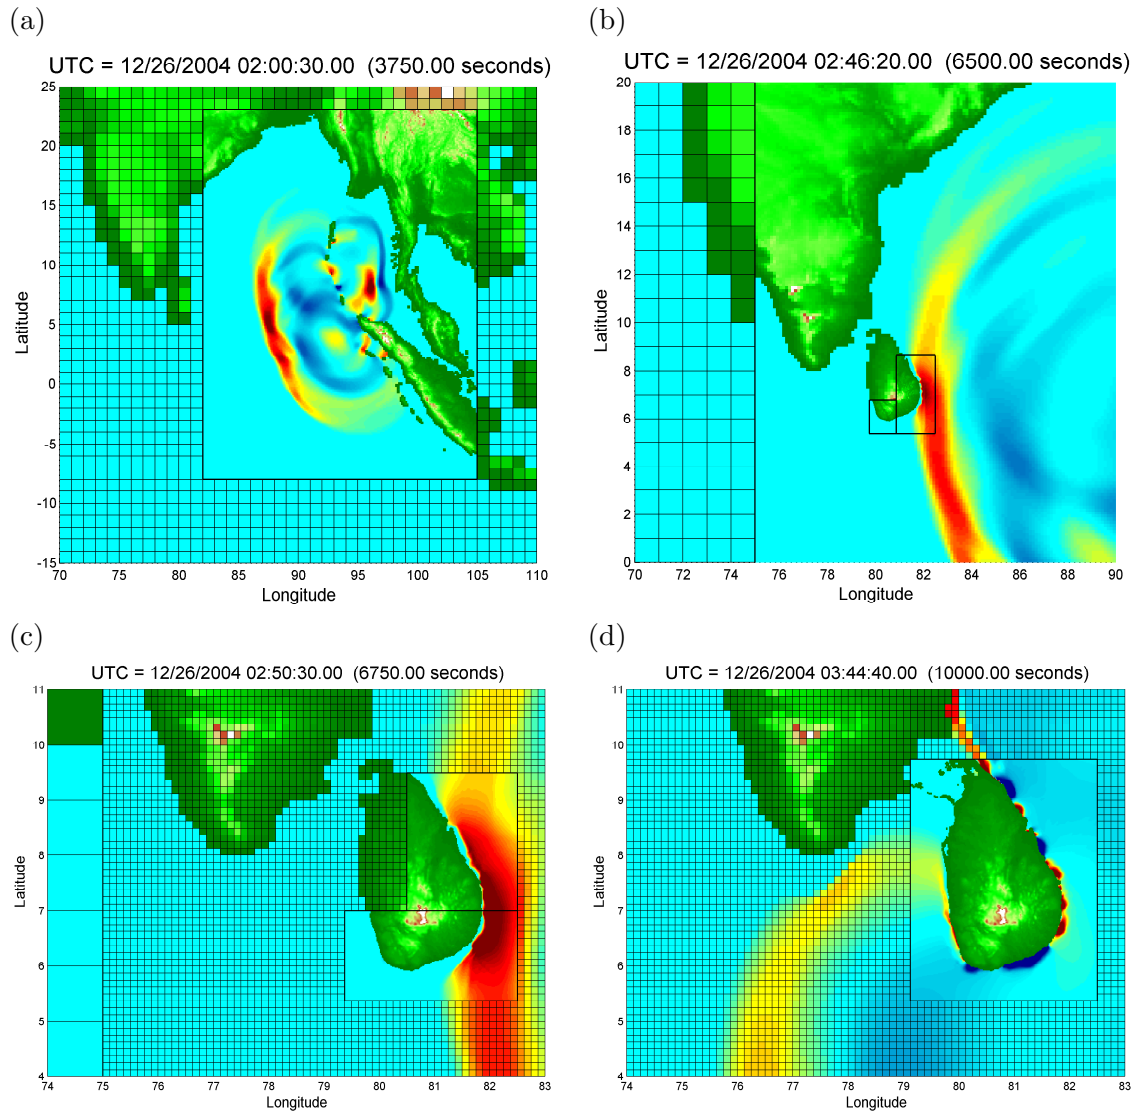 (a)
(b)
UTC = 12/26/2004 02:00:30.00 (3750.00 seconds)
UTC = 12/26/2004 02:46:20.00 (6500.00 seconds)
25
20
15
10
5
0
-5
-10
-15
Latitude
70 75 80 85 90 95 100 105 110
Longitude
20
18
16
14
12
10
8
6
4
2
0
Latitude
70 72 74 76 78 80 82 84 86 88 90
Longitude
(c)
(d)
UTC = 12/26/2004 02:50:30.00 (6750.00 seconds)
UTC = 12/26/2004 03:44:40.00 (10000.00 seconds)
11
10
9
8
7
6
5
4
Latitude
74 75 76 77 78 79 80 81 82 83
Longitude
11
10
9
8
7
6
5
4
Latitude
74 75 76 77 78 79 80 81 82 83
Longitude